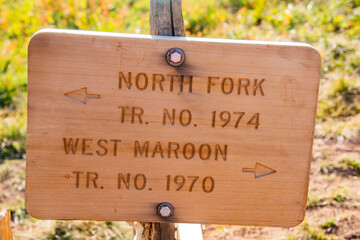 NORTH FORK
TR. NO. 1974
WEST MAROON
TR. NO. 1970